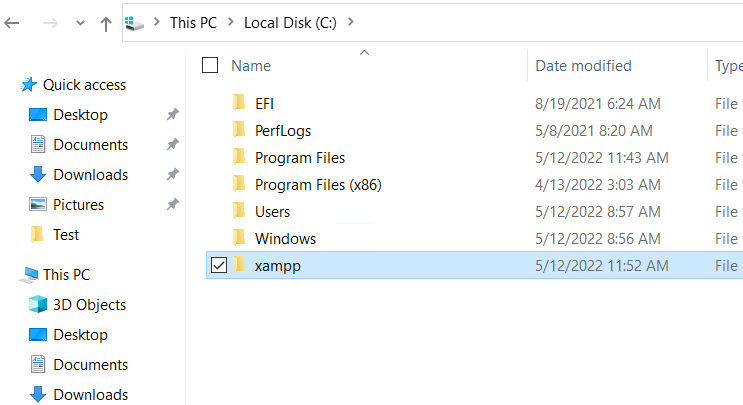 This PC Local Disk (C:)
Name Date modified Type
Quick access
Desktop
Documents
Downloads
Pictures
Test
This PC
3D Objects
Desktop
Documents
Downloads
EFI 8/19/2021 6:24 AM File
PerfLogs 5/8/2021 8:20 AM File
Program Files 5/12/2022 11:43 AM File
Program Files (x86) 4/13/2022 3:03 AM File
Users 5/12/2022 8:57 AM File
Windows 5/12/2022 8:56 AM File
xampp 5/12/2022 11:52 AM File